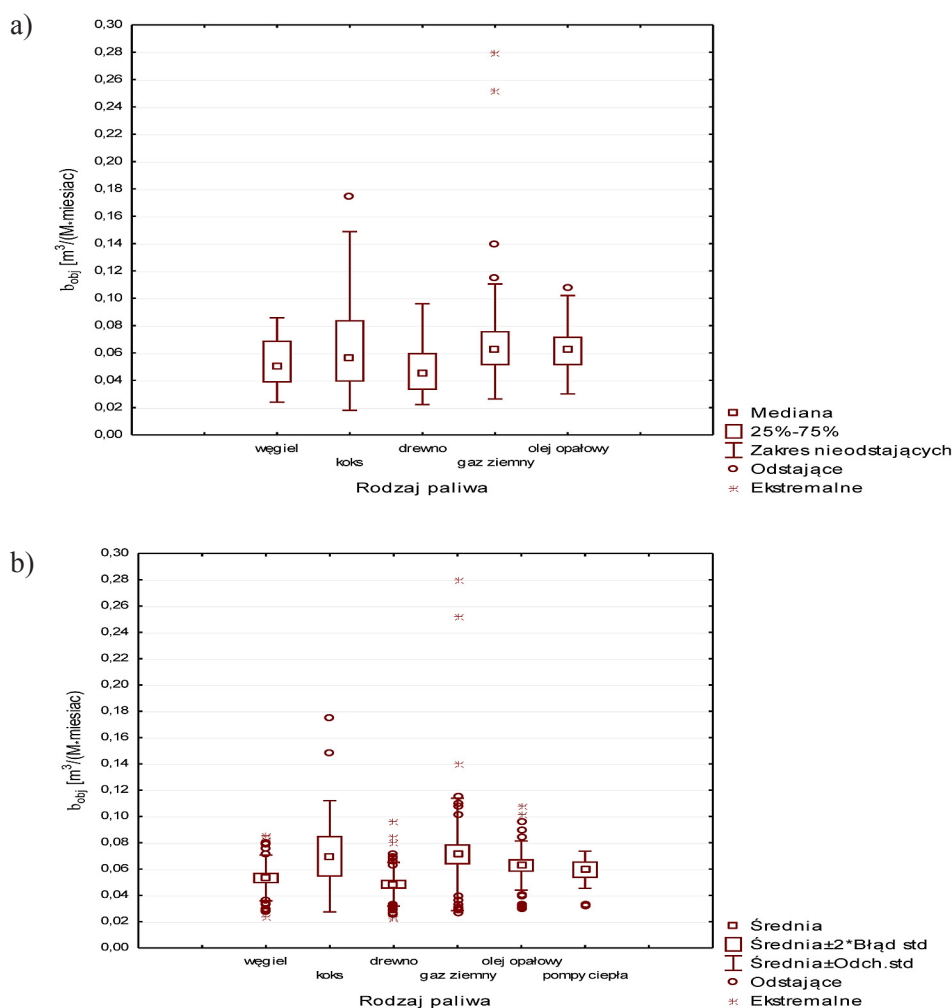 a)
0,30
0,28
0,26
0,24
0,22
0,20
0,18
0,16
0,14
0,12
0,10
0,08
0,06
0,04
0,02
0,00
b_obj [m³/(M*miesiac)
węgiel
koks
drewno
gaz ziemny
olej opałowy
Rodzaj paliwa
Mediana
25%-75%
Zakres nieodstających
Odstające
Ekstremalne
b)
0,30
0,28
0,26
0,24
0,22
0,20
0,18
0,16
0,14
0,12
0,10
0,08
0,06
0,04
0,02
0,00
b_obj [m³/(M*miesiac)
węgiel
koks
drewno
gaz ziemny
olej opałowy
pompy ciepła
Rodzaj paliwa
Średnia
Średnia±2*Błąd std
Średnia±Odch.std
Odstające
Ekstremalne